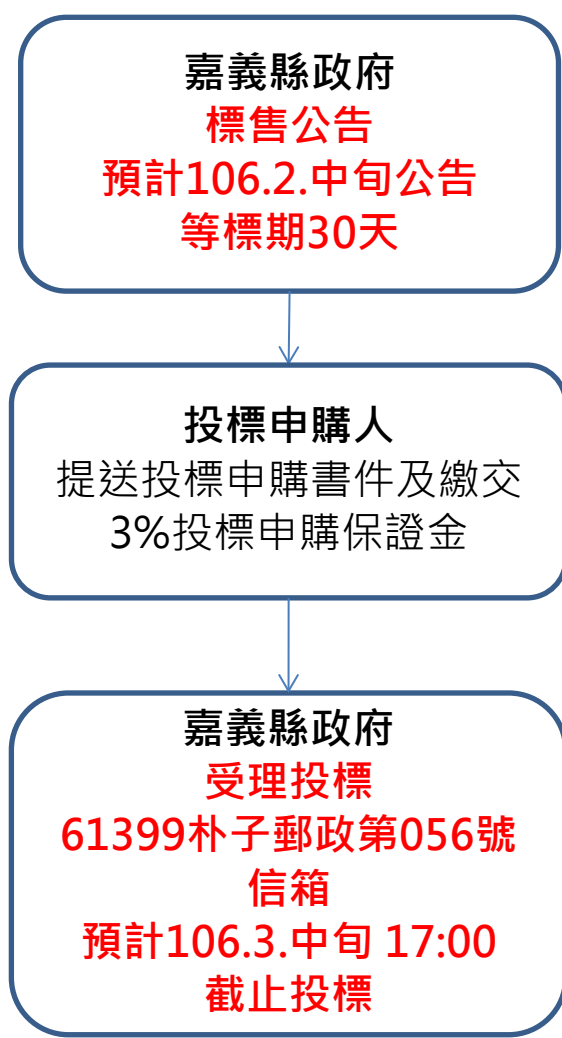 嘉義縣政府
標售公告
預計106.2.中旬公告
等標期30天
投標申購人
提送投標申購書件及繳交
3%投標申購保證金
嘉義縣政府
受理投標
61399朴子郵政第056號
信箱
預計106.3.中旬 17:00
截止投標